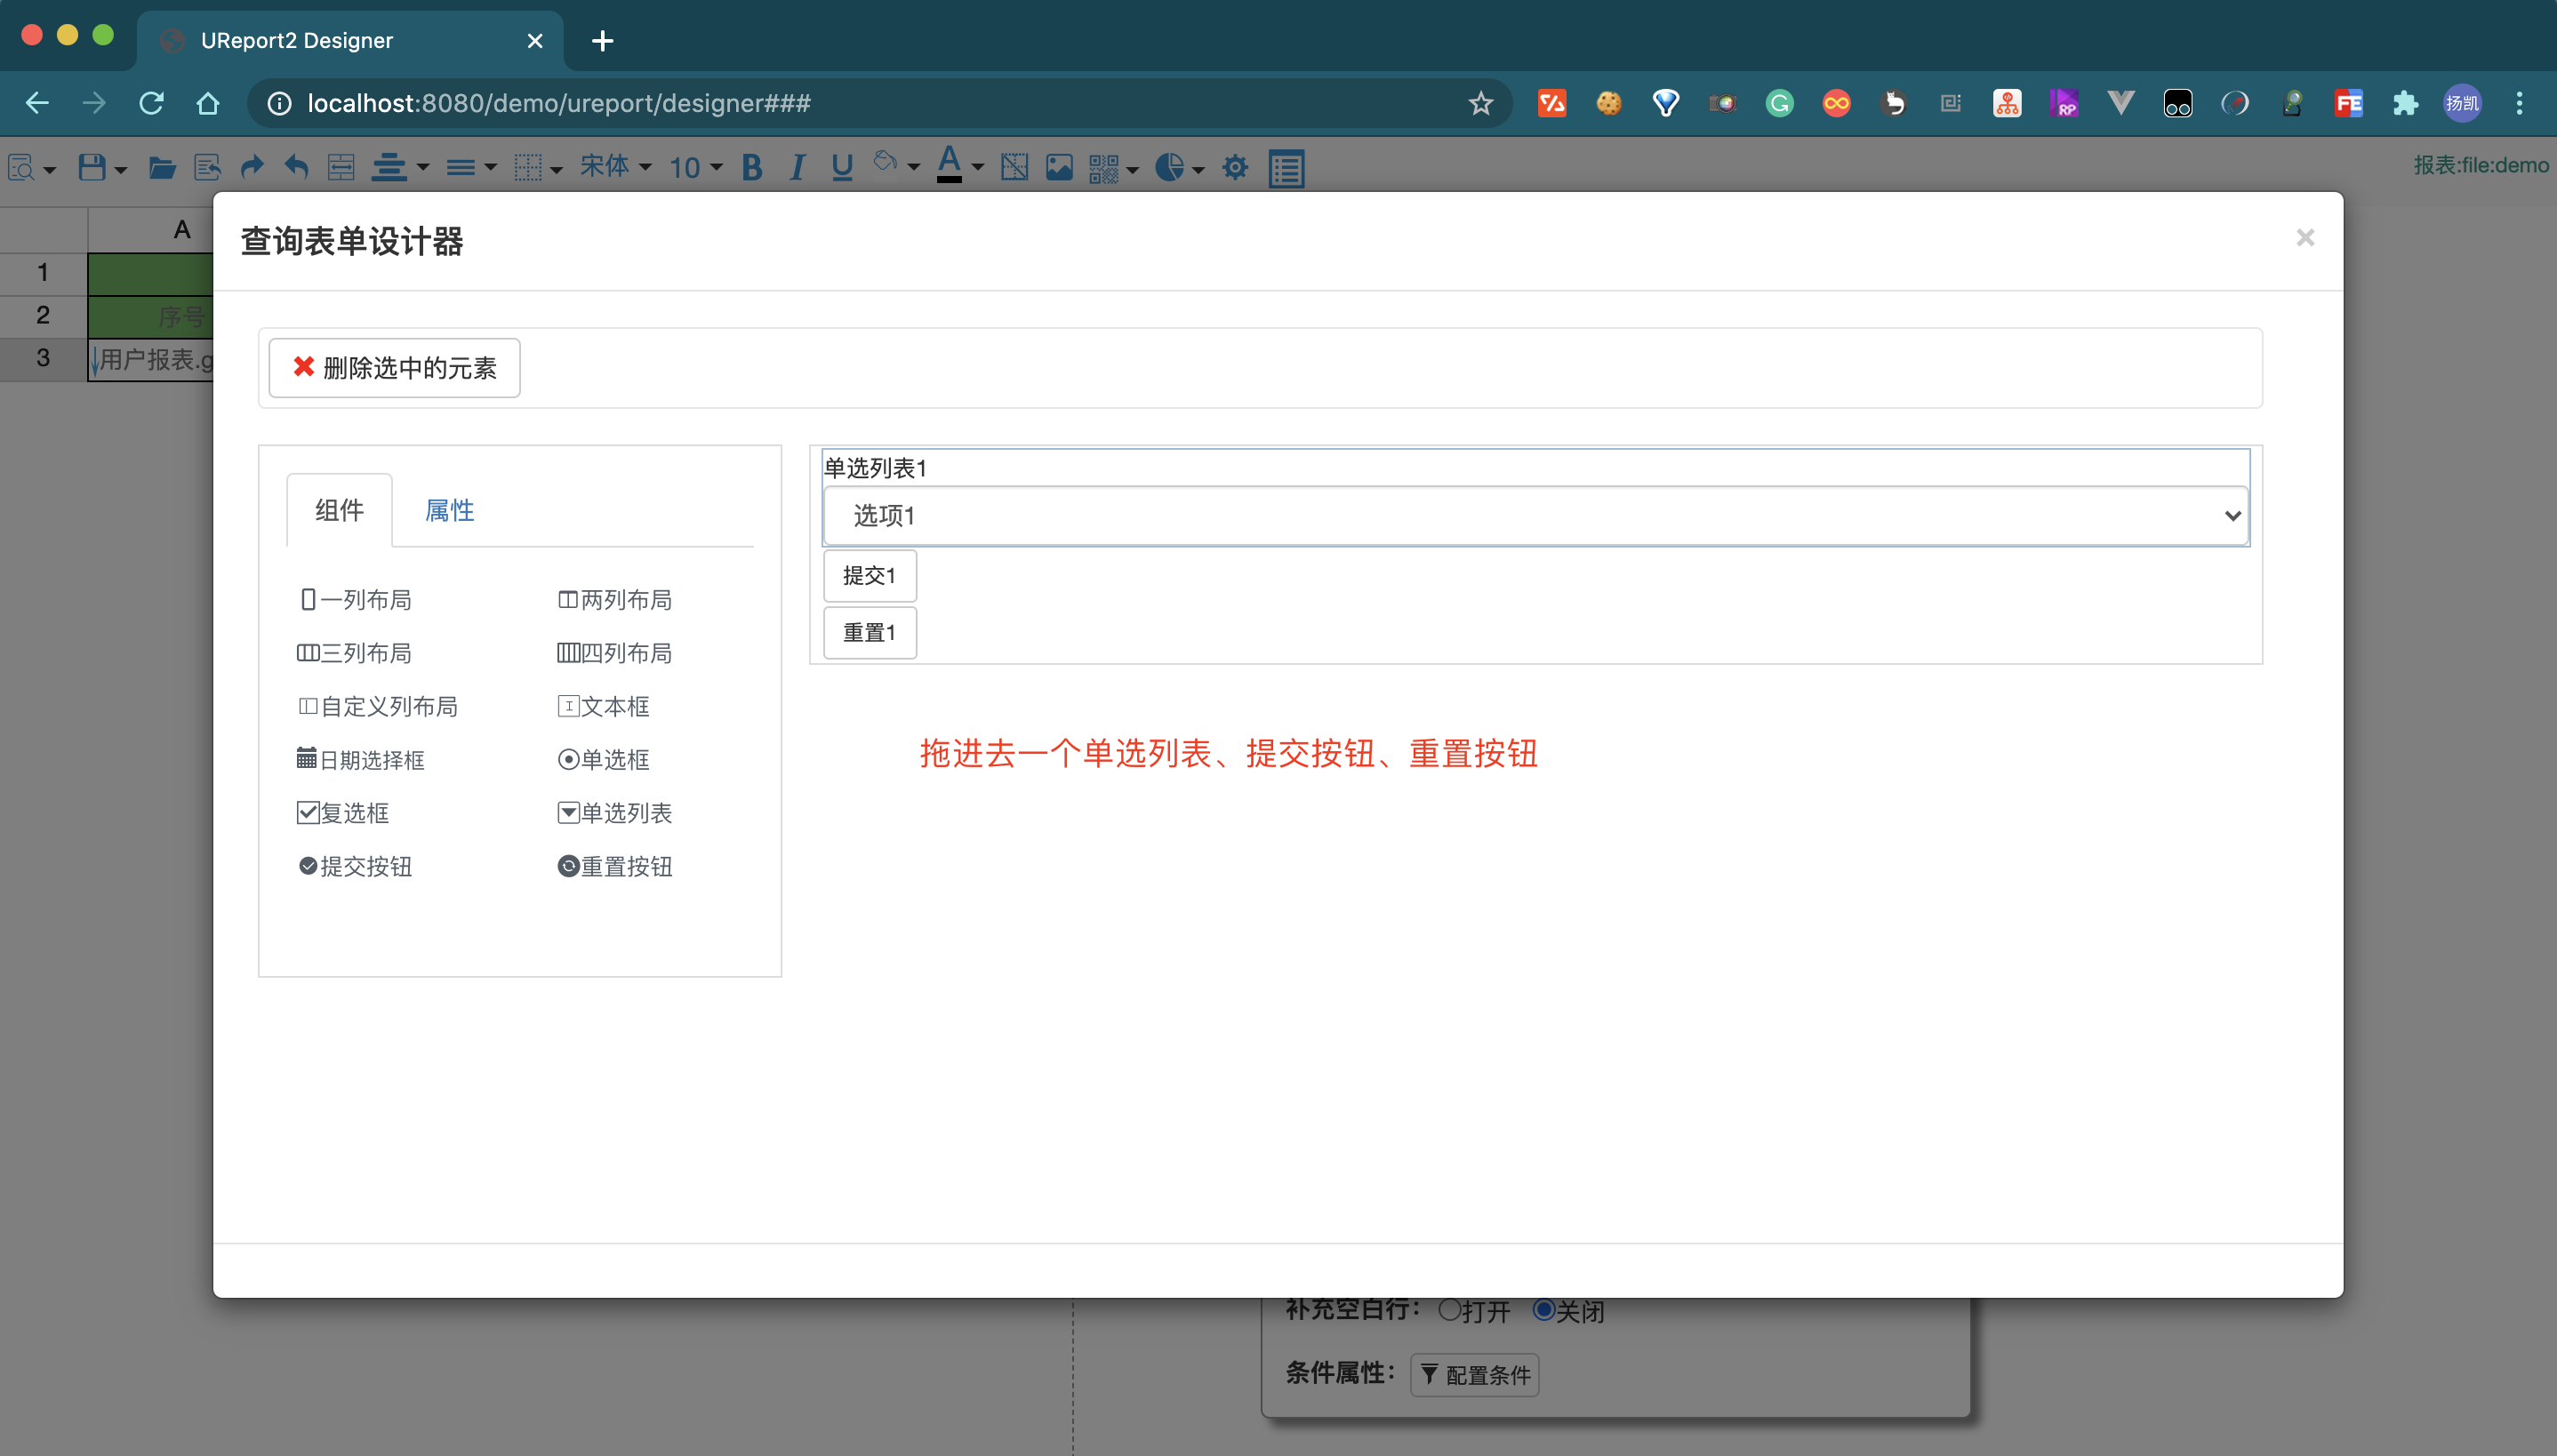 UReport2 Designer
localhost:8080/demo/ureport/designer###
扬凯
宋体
10
报表:file:demo
A
1
2
序号
3
用户报表.g
查询表单设计器
删除选中的元素
组件
属性
一列布局
两列布局
三列布局
四列布局
自定义列布局
文本框
日期选择框
单选框
复选框
单选列表
提交按钮
重置按钮
单选列表1
选项1
提交1
重置1
拖进去一个单选列表、提交按钮、重置按钮
补充空白行：
打开
关闭
条件属性：
配置条件